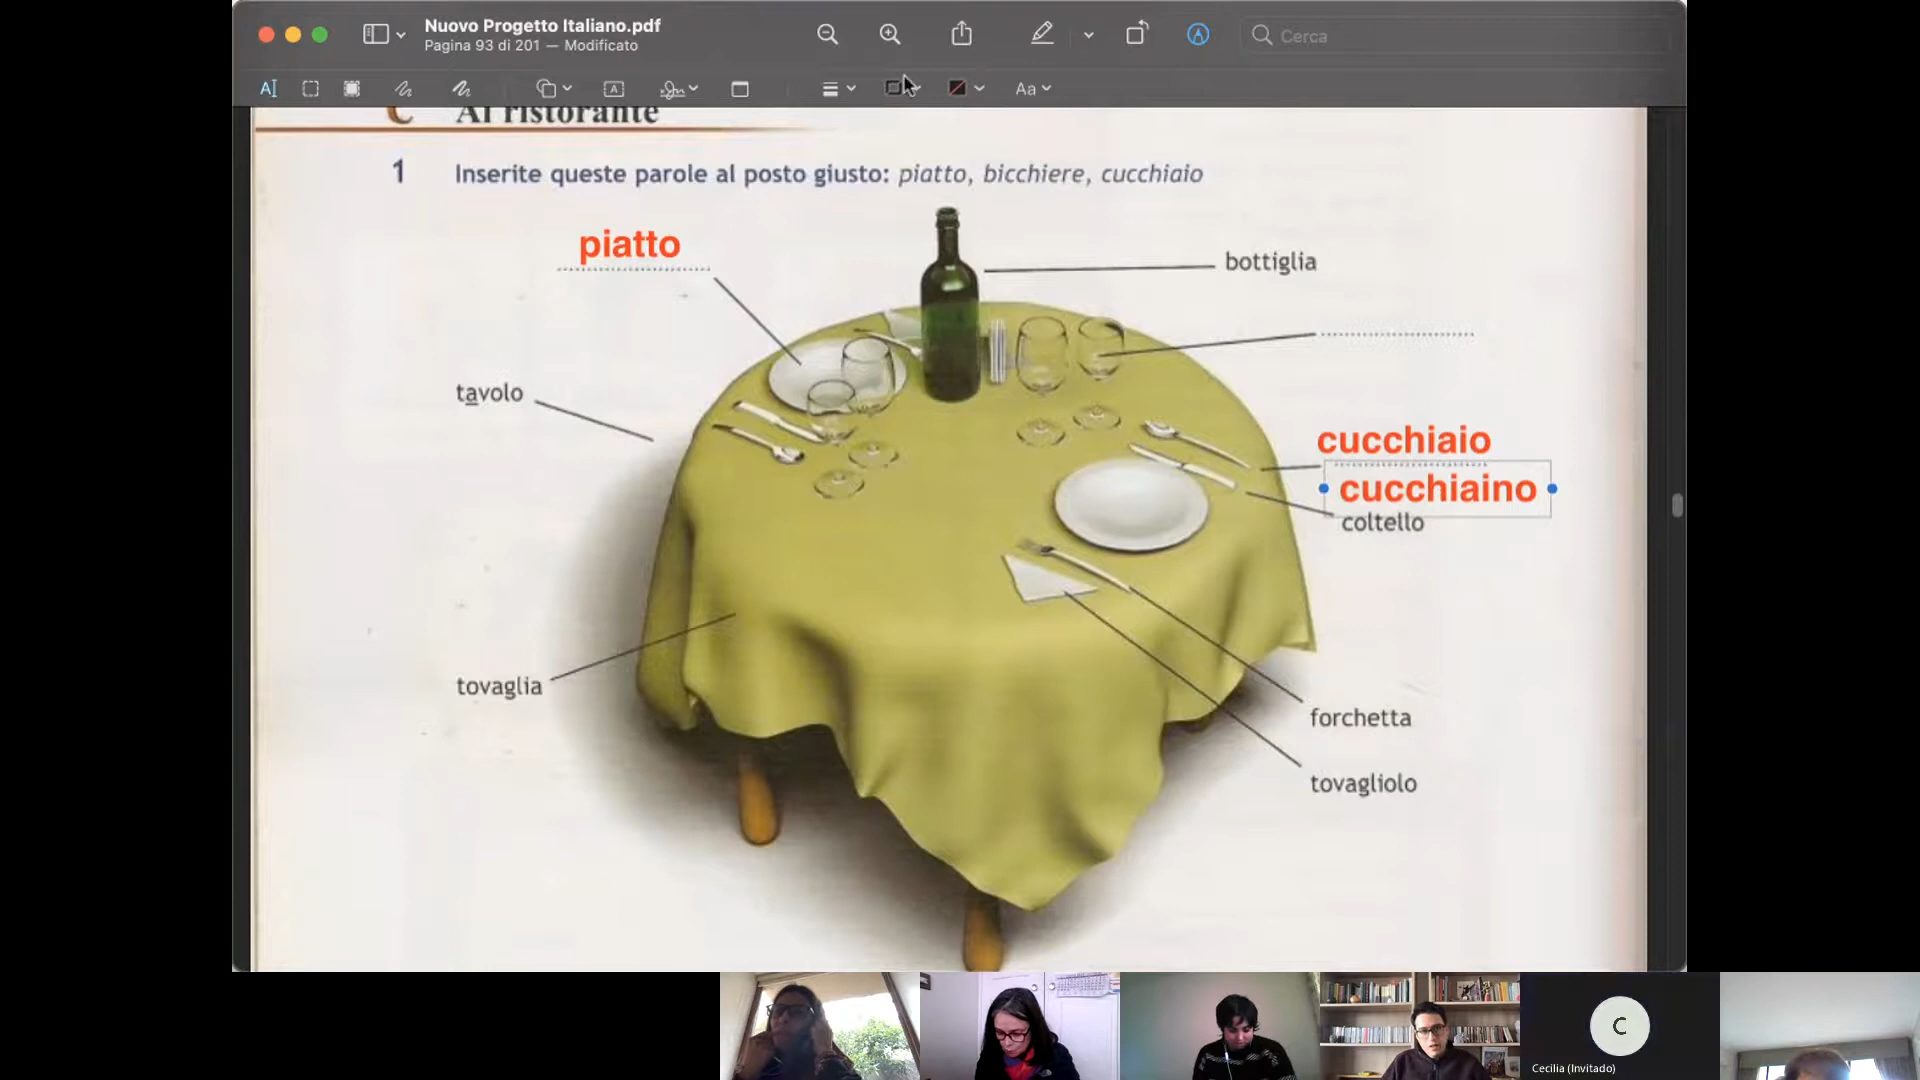 Nuovo Progetto Italiano.pdf
Pagina 93 di 201 — Modificato
Cerca
A
A
Aa
C Al ristorante
1 Inserite queste parole al posto giusto: piatto, bicchiere, cucchiaio
piatto
bottiglia
tavolo
cucchiaio
cucchiaino
coltello
tovaglia
forchetta
tovagliolo
C
Cecilia (Invitado)